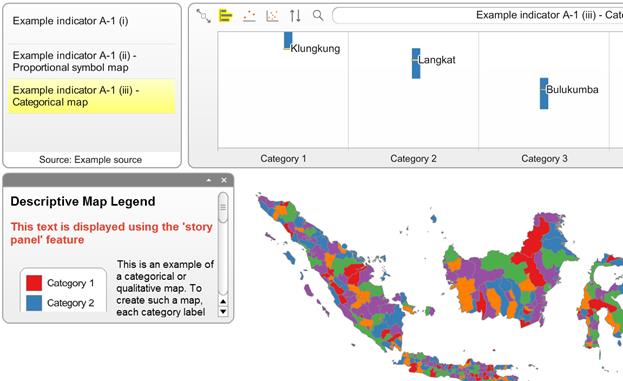 Example indicator A-1 (i)
Example indicator A-1 (ii) -
Proportional symbol map
Example indicator A-1 (iii) -
Categorical map
Source: Example source
Example indicator A-1 (iii) - Cate
Klungkung
Langkat
Bulukumba
Category 1
Category 2
Category 3
Descriptive Map Legend
This text is displayed using the 'story
panel' feature
Category 1
Category 2
This is an example of
a categorical or
qualitative map. To
create such a map,
each category label